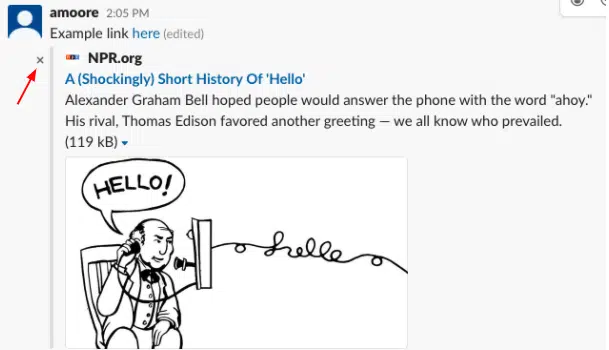 amoore 2:05 PM
Example link here (edited)
× NPR.org
A (Shockingly) Short History Of 'Hello'
Alexander Graham Bell hoped people would answer the phone with the word "ahoy."
His rival, Thomas Edison favored another greeting — we all know who prevailed.
(119 kB)
HELLO!
hello